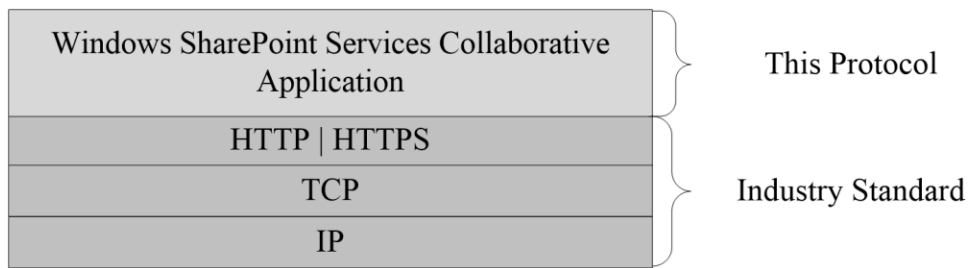 Windows SharePoint Services Collaborative
Application
This Protocol
HTTP | HTTPS
TCP
Industry Standard
IP